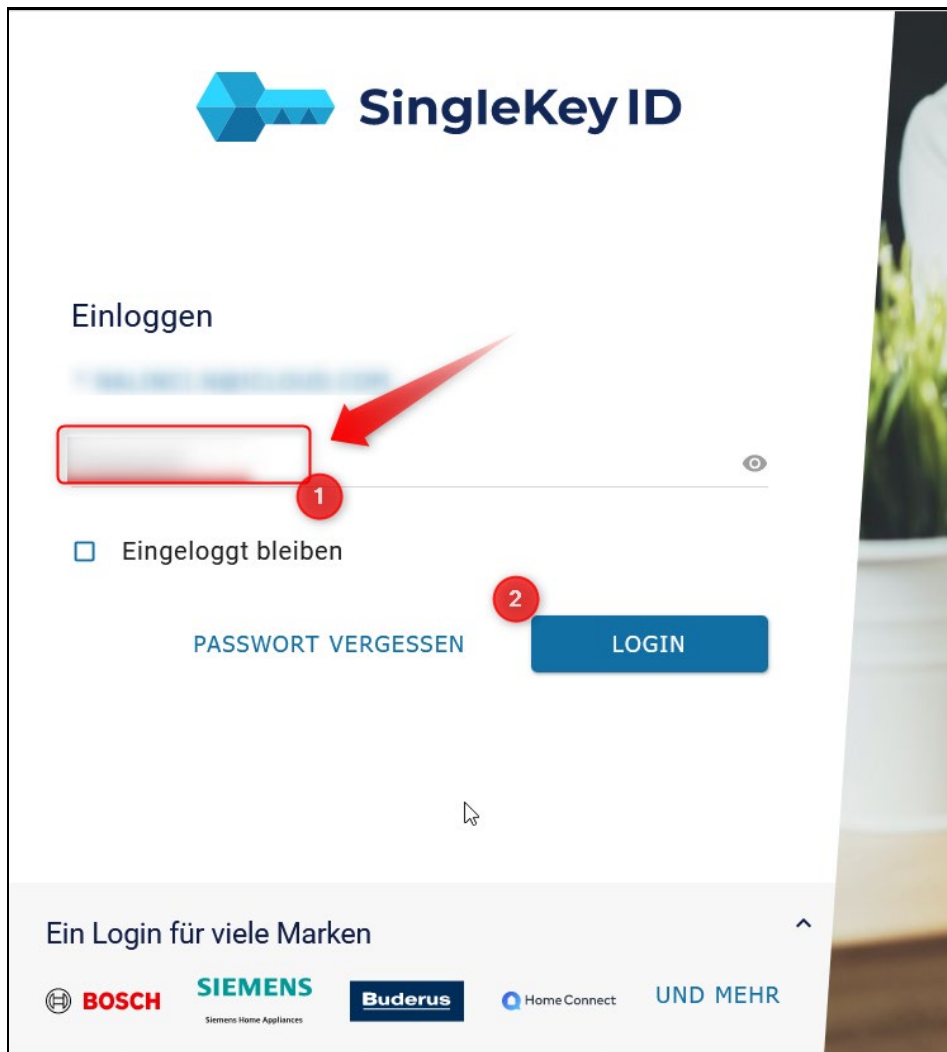 SingleKey ID
Einloggen
1
Eingeloggt bleiben
2
PASSWORT VERGESSEN
LOGIN
Ein Login für viele Marken
BOSCH
SIEMENS
Siemens Home Appliances
Buderus
Home Connect
UND MEHR